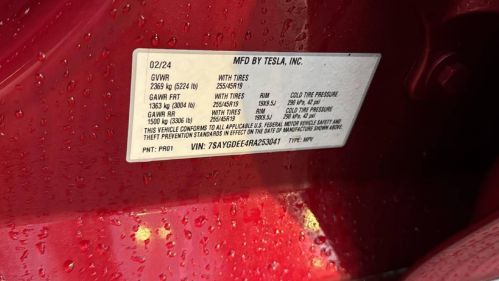 02/24 MFD BY TESLA, INC.
GVWR WITH TIRES
2369 kg (5224 lb) 255/45R19
GAWR FRT WITH TIRES RIM COLD TIRE PRESSURE
1363 kg (3004 lb) 255/45R19 19X9.5J 290 kPa, 42 psi
GAWR RR WITH TIRES RIM COLD TIRE PRESSURE
1500 kg (3306 lb) 255/45R19 19X9.5J 290 kPa, 42 psi
THIS VEHICLE CONFORMS TO ALL APPLICABLE U.S. FEDERAL MOTOR VEHICLE SAFETY AND
THEFT PREVENTION STANDARDS IN EFFECT ON THE DATE OF MANUFACTURE SHOWN ABOVE.
PNT: PR01 VIN: 7SAYGDEE4RA253041 TYPE: MPV